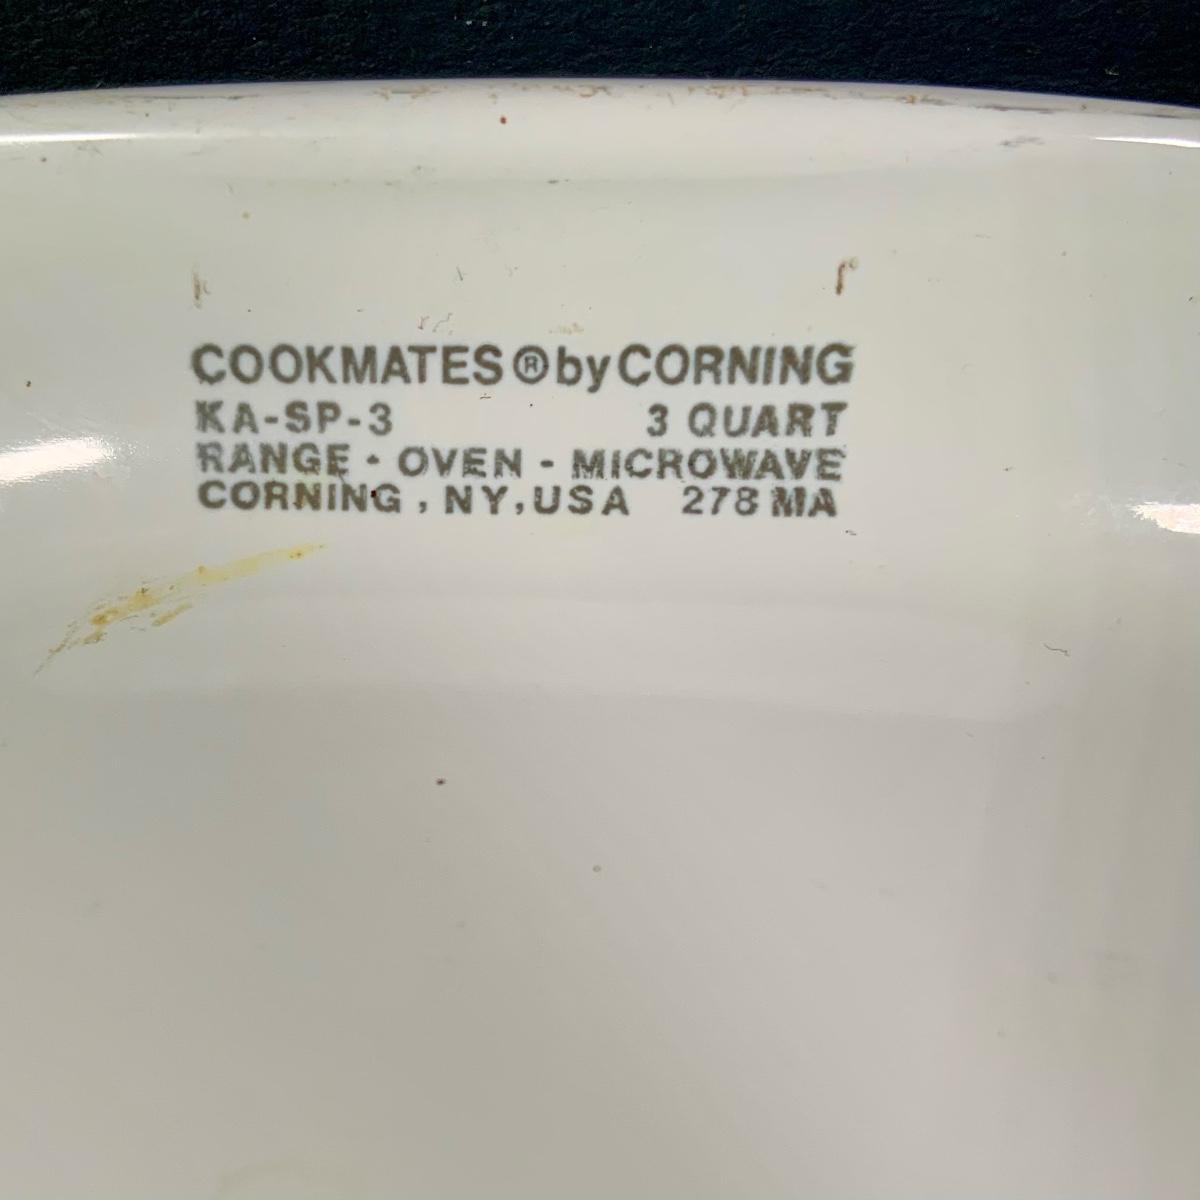 COOKMATES® by CORNING
KA-SP-3 3 QUART
RANGE · OVEN - MICROWAVE
CORNING, NY, USA 278 MA